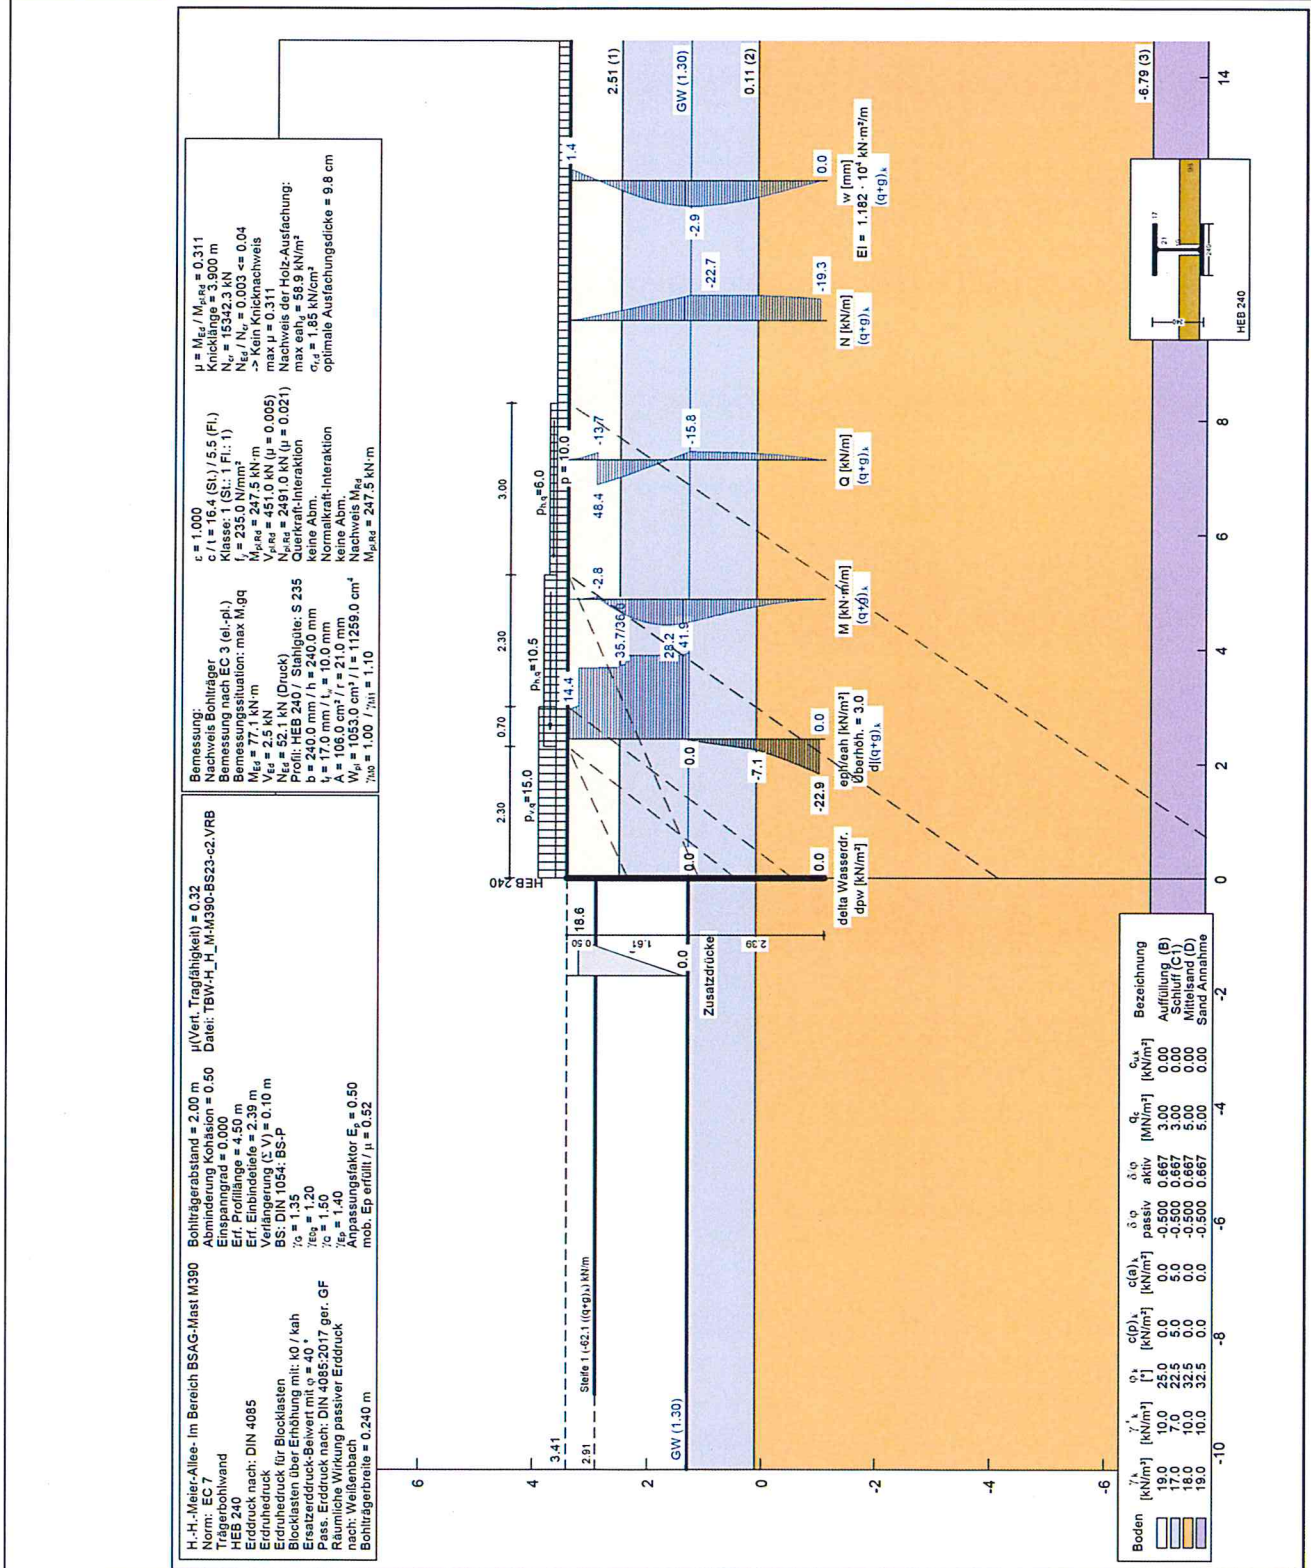 H.-H.-Meier-Allee- Im Bereich BSAG-Mast M390
Norm: EC 7
Trägerbohlwand
HEB 240
Erddruck nach: DIN 4085
Erdruhedruck
Erdruhedruck für Blocklasten
Blocklasten über Erhöhung mit: k0 / kah
Ersatzerddruck-Beiwert mit φ = 40 °
Pass. Erddruck nach: DIN 4085:2017 ger. GF
Räumliche Wirkung passiver Erddruck
nach: Weißenbach
Bohlträgerbreite = 0.240 m
Bohlträgerabstand = 2.00 m
Abminderung Kohäsion = 0.50
Einspanngrad = 0.000
Erf. Profillänge = 4.50 m
Erf. Einbindetiefe = 2.39 m
Verlängerung (Σ V) = 0.10 m
BS: DIN 1054: BS-P
γG = 1.35
γE0g = 1.20
γQ = 1.50
γEp = 1.40
Anpassungsfaktor Ep = 0.50
mob. Ep erfüllt / μ = 0.52
μ(Vert. Tragfähigkeit) = 0.32
Datei: TBW-H_H_M-M390-BS23-c2.VRB
Bemessung:
Nachweis Bohlträger
Bemessung nach EC 3 (el.-pl.)
Bemessungssituation: max M,gq
MEd = 77.1 kN·m
VEd = 2.5 kN
NEd = 52.1 kN (Druck)
Profil: HEB 240 / Stahlgüte: S 235
b = 240.0 mm / h = 240.0 mm
tf = 17.0 mm / tw = 10.0 mm
A = 106.0 cm² / r = 21.0 mm
Wpl = 1053.0 cm³ / I = 11259.0 cm⁴
γM0 = 1.00 / γM1 = 1.10
ε = 1.000
c / t = 16.4 (St.) / 5.5 (Fl.)
Klasse: 1 (St.: 1 Fl.: 1)
fy = 235.0 N/mm²
Mpl,Rd = 247.5 kN·m
Vpl,Rd = 451.0 kN (μ = 0.005)
Npl,Rd = 2491.0 kN (μ = 0.021)
Querkraft-Interaktion
keine Abm.
Normalkraft-Interaktion
keine Abm.
Nachweis MRd
Mpl,Rd = 247.5 kN·m
μ = MEd / Mpl,Rd = 0.311
Knicklänge = 3.900 m
Ncr = 15342.3 kN
NEd / Ncr = 0.003 <= 0.04
-> Kein Knicknachweis
max μ = 0.311
Nachweis der Holz-Ausfachung:
max eahd = 58.9 kN/m²
σr,d = 1.85 kN/cm²
optimale Ausfachungsdicke = 9.8 cm
2.30
0.70
2.30
3.00
pv,q=15.0
ph,q=10.5
ph,q=6.0
p = 10.0
HEB 240
3.41
2.91
Steife 1 (-62.1 ((q+g)k) kN/m
GW (1.30)
18.6
0.50
1.61
2.39
0.0
Zusatzdrücke
0.0
0.0
delta Wasserdr.
dpw [kN/m²]
14.4
35.7/36.0
28.2
41.9
0.0
-7.1
-22.9
0.0
eph/eah [kN/m²]
Überhöh. = 3.0
d|(q+g)k
-2.8
M [kN·m/m]
(q+g)k
48.4
-13.7
-15.8
Q [kN/m]
(q+g)k
-22.7
-19.3
N [kN/m]
(q+g)k
1.4
-2.9
0.0
w [mm]
EI = 1.182 · 10⁴ kN·m²/m
(q+g)k
2.51 (1)
GW (1.30)
0.11 (2)
-6.79 (3)
HEB 240
240
17
21
240
6
4
2
0
-2
-4
-6
-10
-8
-6
-4
-2
0
2
4
6
8
14
Boden γk γ'k φk c(p)k c(a)k δ/φ δ/φ qc cu,k Bezeichnung
[kN/m³] [kN/m³] [°] [kN/m²] [kN/m²] passiv aktiv [MN/m²] [kN/m²]
19.0 10.0 25.0 0.0 0.0 -0.500 0.667 3.00 0.00 Auffüllung (B)
17.0 7.0 22.5 5.0 5.0 -0.500 0.667 3.00 0.00 Schluff (C1)
18.0 10.0 32.5 0.0 0.0 -0.500 0.667 5.00 0.00 Mittelsand (D)
19.0 10.0 32.5 0.0 0.0 -0.500 0.667 5.00 0.00 Sand Annahme